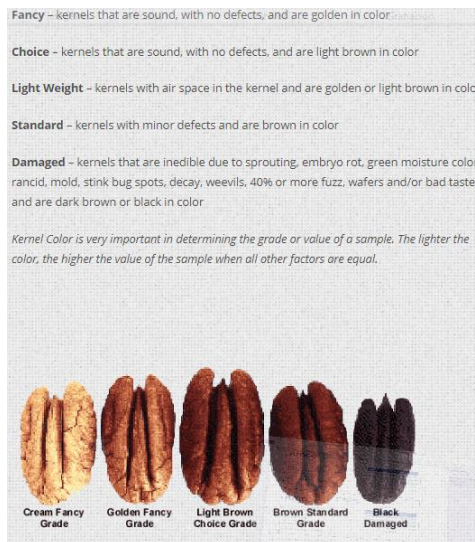 Fancy – kernels that are sound, with no defects, and are golden in color
Choice – kernels that are sound, with no defects, and are light brown in color
Light Weight – kernels with air space in the kernel and are golden or light brown in colo
Standard – kernels with minor defects and are brown in color
Damaged – kernels that are inedible due to sprouting, embryo rot, green moisture colo
rancid, mold, stink bug spots, decay, weevils, 40% or more fuzz, wafers and/or bad taste
and are dark brown or black in color
Kernel Color is very important in determining the grade or value of a sample. The lighter the
color, the higher the value of the sample when all other factors are equal.
Cream Fancy Golden Fancy Light Brown Brown Standard Black
Grade Grade Choice Grade Grade Damaged